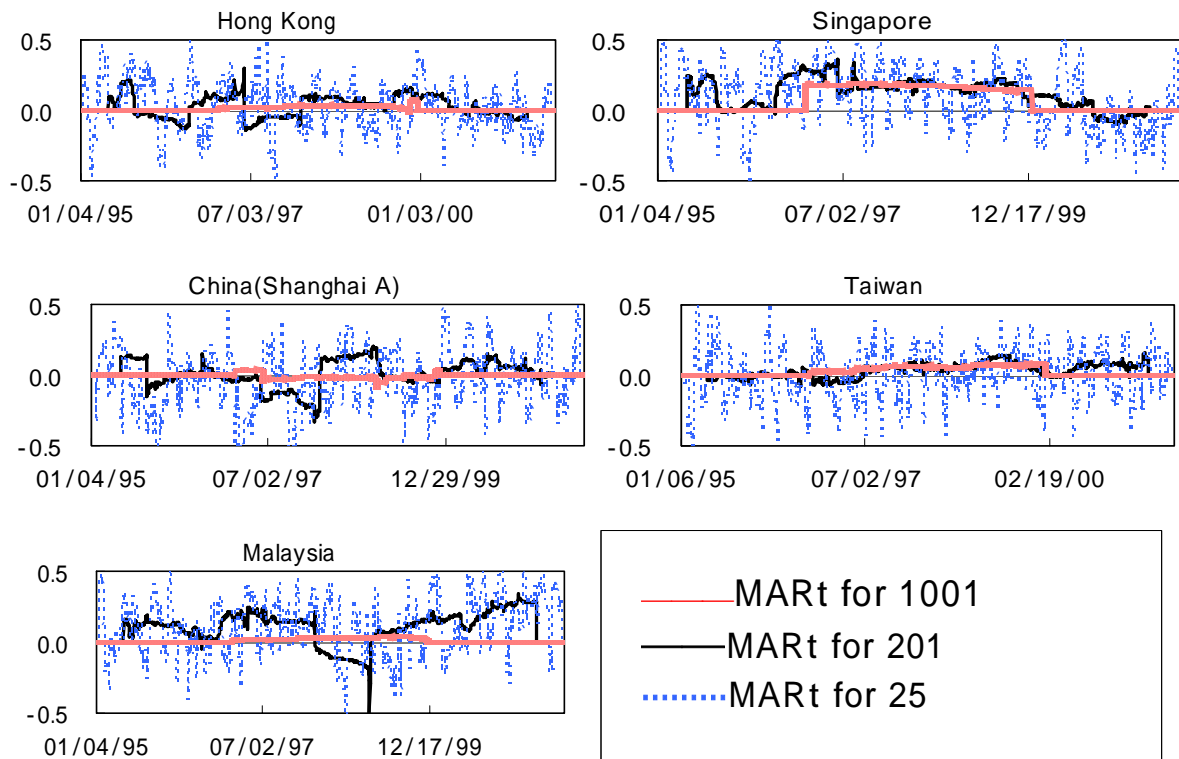 Hong Kong
0.5
0.0
-0.5
01/04/95 07/03/97 01/03/00
Singapore
0.5
0.0
-0.5
01/04/95 07/02/97 12/17/99
China(Shanghai A)
0.5
0.0
-0.5
01/04/95 07/02/97 12/29/99
Taiwan
0.5
0.0
-0.5
01/06/95 07/02/97 02/19/00
Malaysia
0.5
0.0
-0.5
01/04/95 07/02/97 12/17/99
MARt for 1001
MARt for 201
MARt for 25